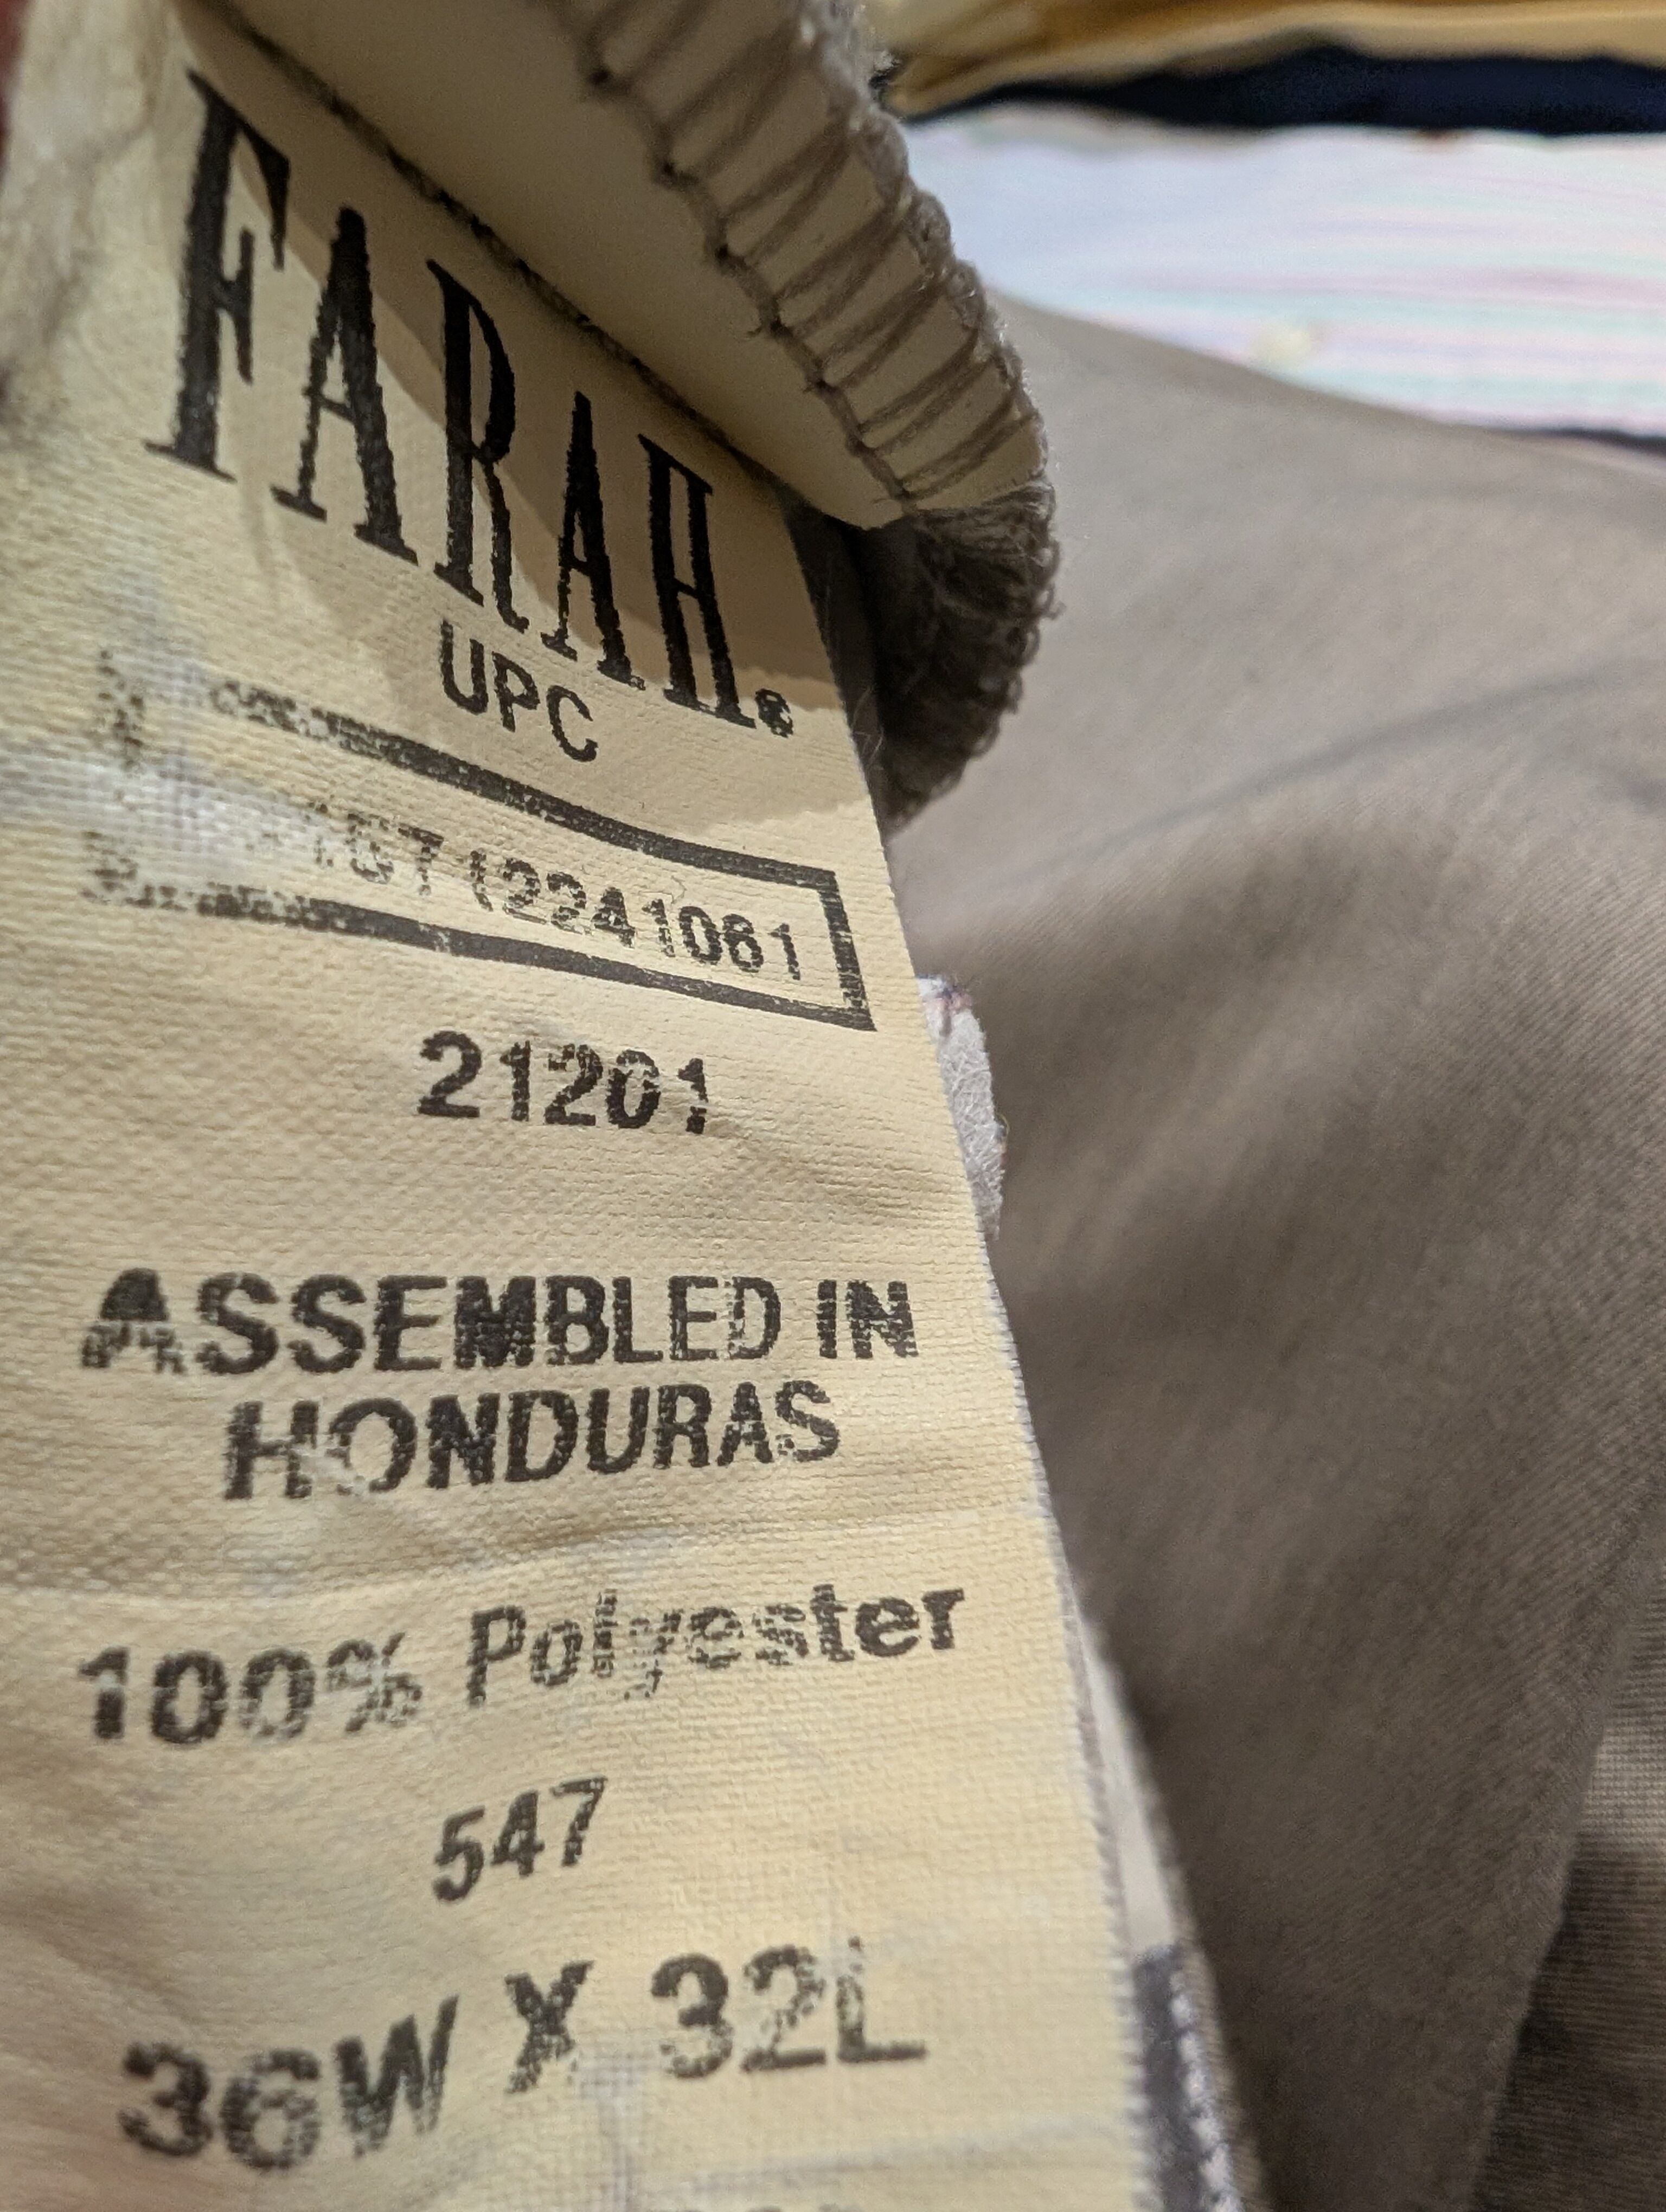 FARAH®
UPC
21201
ASSEMBLED IN
HONDURAS
100% Polyester
547
36W X 32L